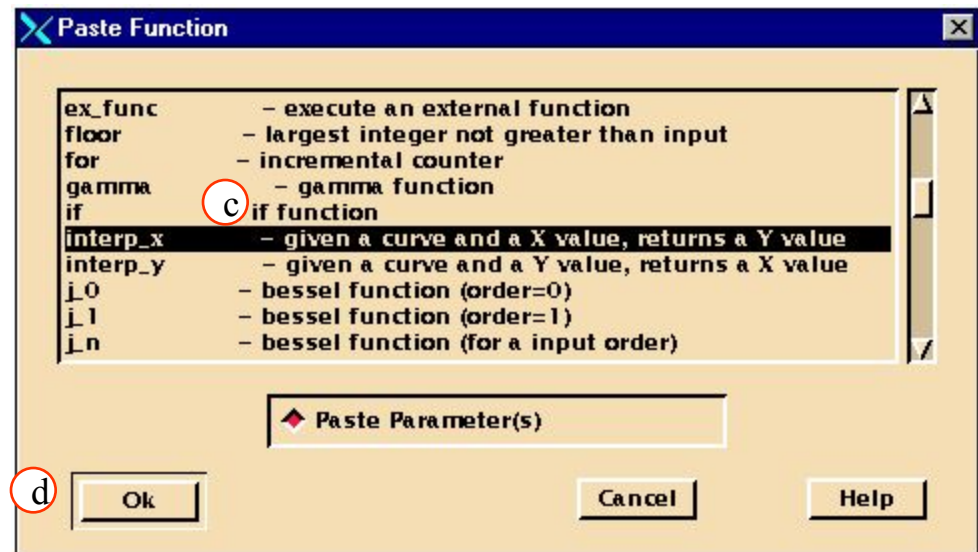 Paste Function
ex_func – execute an external function
floor – largest integer not greater than input
for – incremental counter
gamma – gamma function
c
if if function
interp_x – given a curve and a X value, returns a Y value
interp_y – given a curve and a Y value, returns a X value
j_0 – bessel function (order=0)
j_1 – bessel function (order=1)
j_n – bessel function (for a input order)
Paste Parameter(s)
d
Ok Cancel Help